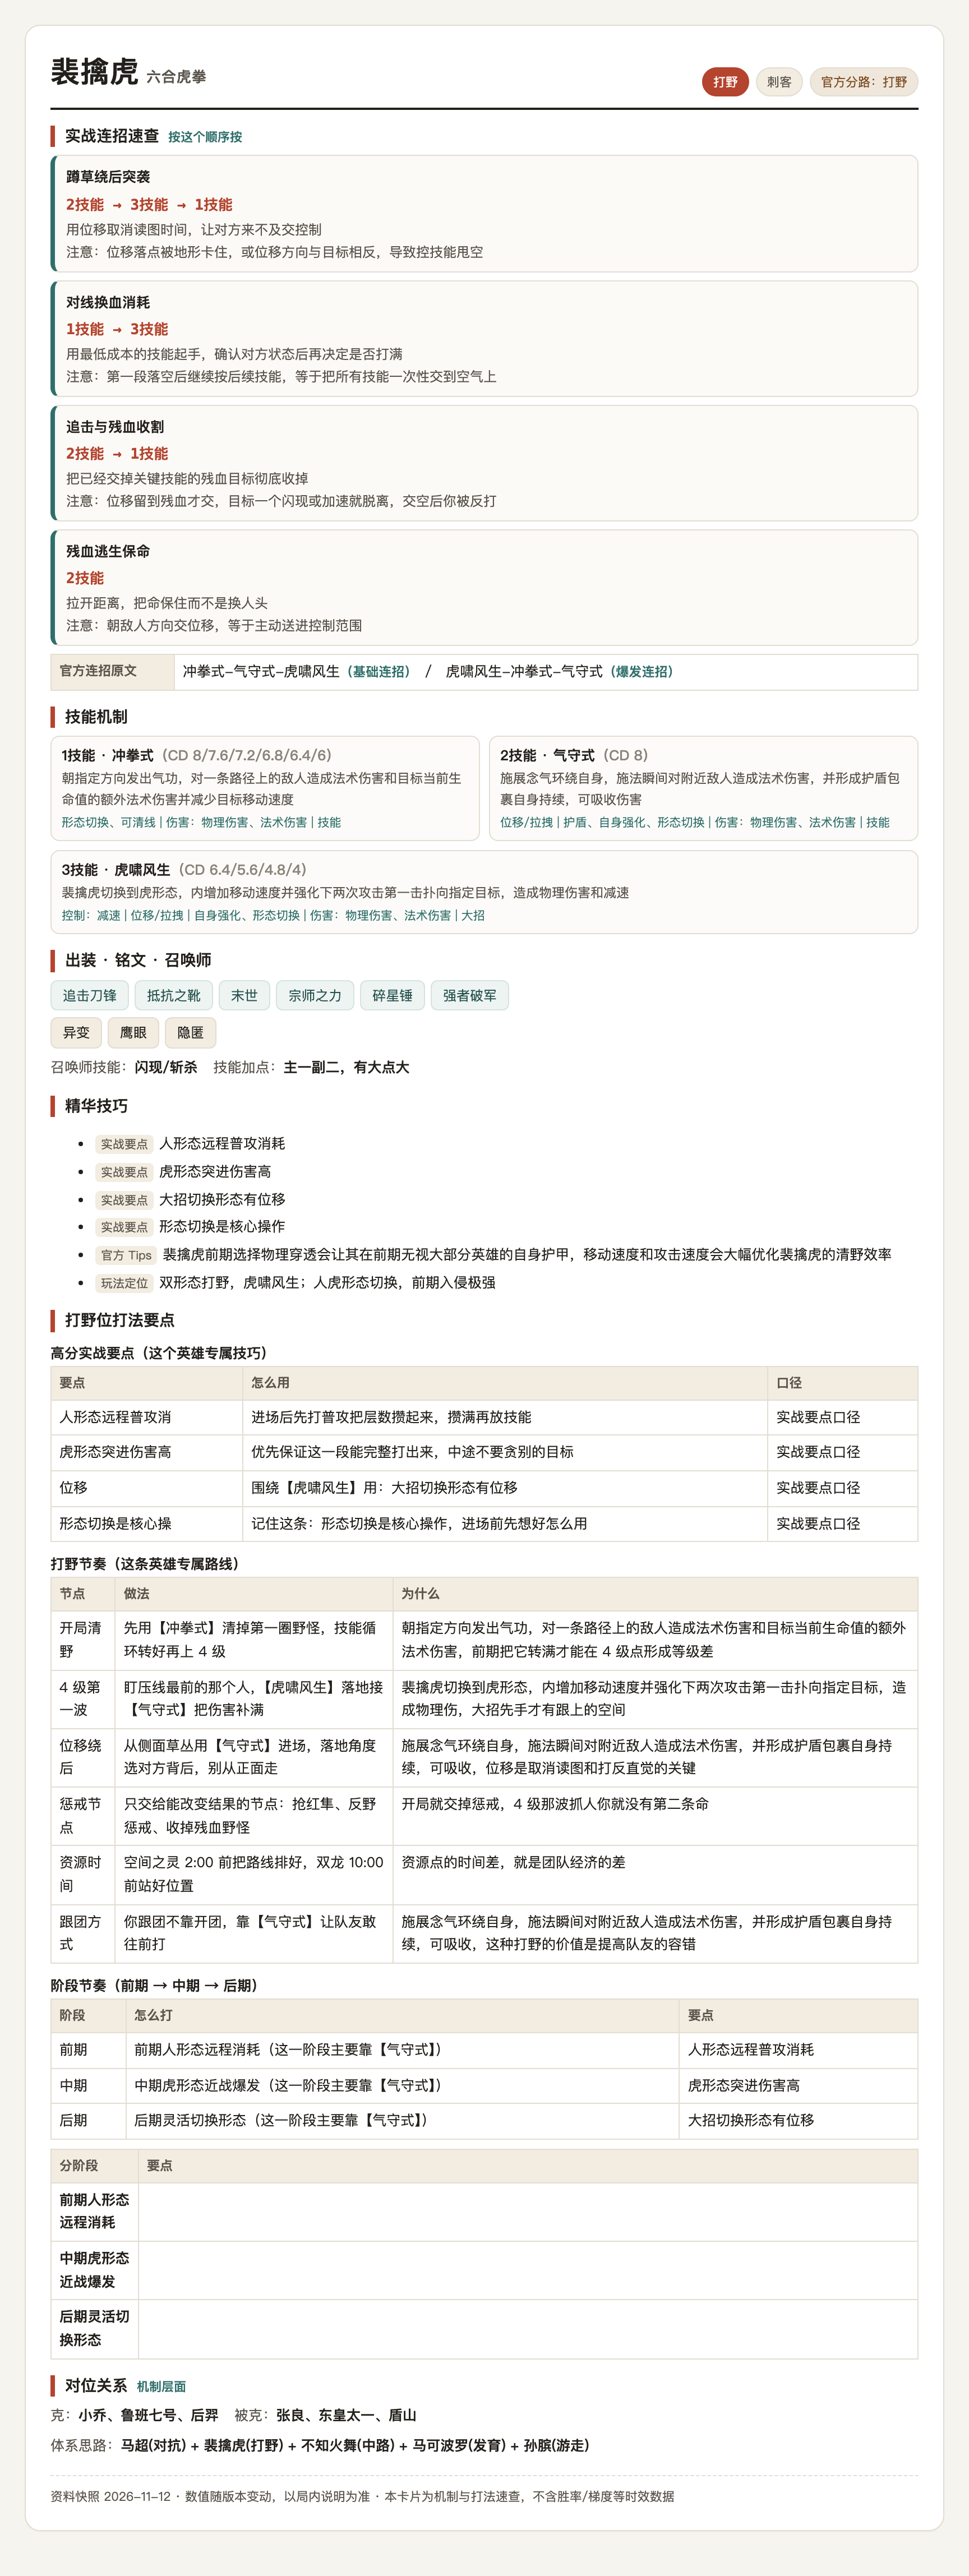 裴擒虎 六合虎拳
打野 刺客 官方分路：打野
实战连招速查 按这个顺序按
蹲草绕后突袭
2技能 → 3技能 → 1技能
用位移取消读图时间，让对方来不及交控制
注意：位移落点被地形卡住，或位移方向与目标相反，导致控技能甩空
对线换血消耗
1技能 → 3技能
用最低成本的技能起手，确认对方状态后再决定是否打满
注意：第一段落空后继续按后续技能，等于把所有技能一次性交到空气上
追击与残血收割
2技能 → 1技能
把已经交掉关键技能的残血目标彻底收掉
注意：位移留到残血才交，目标一个闪现或加速就脱离，交空后你被反打
残血逃生保命
2技能
拉开距离，把命保住而不是换人头
注意：朝敌人方向交位移，等于主动送进控制范围
官方连招原文 冲拳式–气守式–虎啸风生（基础连招） / 虎啸风生–冲拳式–气守式（爆发连招）
技能机制
1技能 · 冲拳式（CD 8/7.6/7.2/6.8/6.4/6）
朝指定方向发出气功，对一条路径上的敌人造成法术伤害和目标当前生
命值的额外法术伤害并减少目标移动速度
形态切换、可清线 | 伤害：物理伤害、法术伤害 | 技能
2技能 · 气守式（CD 8）
施展念气环绕自身，施法瞬间对附近敌人造成法术伤害，并形成护盾包
裹自身持续，可吸收伤害
位移/拉拽 | 护盾、自身强化、形态切换 | 伤害：物理伤害、法术伤害 | 技能
3技能 · 虎啸风生（CD 6.4/5.6/4.8/4）
裴擒虎切换到虎形态，内增加移动速度并强化下两次攻击第一击扑向指定目标，造成物理伤害和减速
控制：减速 | 位移/拉拽 | 自身强化、形态切换 | 伤害：物理伤害、法术伤害 | 大招
出装 · 铭文 · 召唤师
追击刀锋 抵抗之靴 末世 宗师之力 碎星锤 强者破军
异变 鹰眼 隐匿
召唤师技能：闪现/斩杀 技能加点：主一副二，有大点大
精华技巧
• 实战要点 人形态远程普攻消耗
• 实战要点 虎形态突进伤害高
• 实战要点 大招切换形态有位移
• 实战要点 形态切换是核心操作
• 官方 Tips 裴擒虎前期选择物理穿透会让其在前期无视大部分英雄的自身护甲，移动速度和攻击速度会大幅优化裴擒虎的清野效率
• 玩法定位 双形态打野，虎啸风生；人虎形态切换，前期入侵极强
打野位打法要点
高分实战要点（这个英雄专属技巧）
要点 怎么用 口径
人形态远程普攻消 进场后先打普攻把层数攒起来，攒满再放技能 实战要点口径
虎形态突进伤害高 优先保证这一段能完整打出来，中途不要贪别的目标 实战要点口径
位移 围绕【虎啸风生】用：大招切换形态有位移 实战要点口径
形态切换是核心操 记住这条：形态切换是核心操作，进场前先想好怎么用 实战要点口径
打野节奏（这条英雄专属路线）
节点 做法 为什么
开局清野 先用【冲拳式】清掉第一圈野怪，技能循环转好再上 4 级 朝指定方向发出气功，对一条路径上的敌人造成法术伤害和目标当前生命值的额外法术伤害，前期把它转满才能在 4 级点形成等级差
4 级第一波 盯压线最前的那个人，【虎啸风生】落地接【气守式】把伤害补满 裴擒虎切换到虎形态，内增加移动速度并强化下两次攻击第一击扑向指定目标，造成物理伤，大招先手才有跟上的空间
位移绕后 从侧面草丛用【气守式】进场，落地角度选对方背后，别从正面走 施展念气环绕自身，施法瞬间对附近敌人造成法术伤害，并形成护盾包裹自身持续，可吸收，位移是取消读图和打反直觉的关键
惩戒节点 只交给能改变结果的节点：抢红隼、反野惩戒、收掉残血野怪 开局就交掉惩戒，4 级那波抓人你就没有第二条命
资源时间 空间之灵 2:00 前把路线排好，双龙 10:00 前站好位置 资源点的时间差，就是团队经济的差
跟团方式 你跟团不靠开团，靠【气守式】让队友敢往前打 施展念气环绕自身，施法瞬间对附近敌人造成法术伤害，并形成护盾包裹自身持续，可吸收，这种打野的价值是提高队友的容错
阶段节奏（前期 → 中期 → 后期）
阶段 怎么打 要点
前期 前期人形态远程消耗（这一阶段主要靠【气守式】） 人形态远程普攻消耗
中期 中期虎形态近战爆发（这一阶段主要靠【气守式】） 虎形态突进伤害高
后期 后期灵活切换形态（这一阶段主要靠【气守式】） 大招切换形态有位移
分阶段 要点
前期人形态远程消耗
中期虎形态近战爆发
后期灵活切换形态
对位关系 机制层面
克：小乔、鲁班七号、后羿 被克：张良、东皇太一、盾山
体系思路：马超(对抗) + 裴擒虎(打野) + 不知火舞(中路) + 马可波罗(发育) + 孙膑(游走)
资料快照 2026–11–12 · 数值随版本变动，以局内说明为准 · 本卡片为机制与打法速查，不含胜率/梯度等时效数据